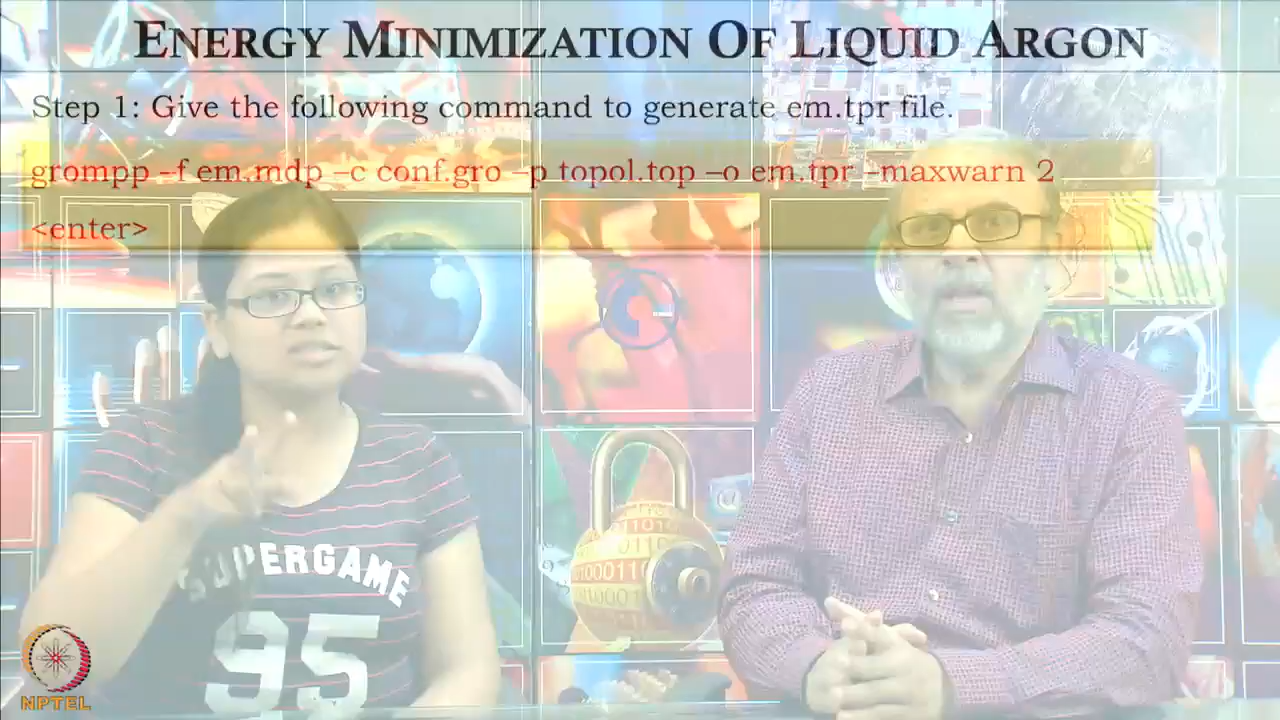 ENERGY MINIMIZATION OF LIQUID ARGON
Step 1: Give the following command to generate em.tpr file.
grompp –f em.mdp –c conf.gro –p topol.top –o em.tpr –maxwarn 2
<enter>
SUPERGAME
95
NPTEL